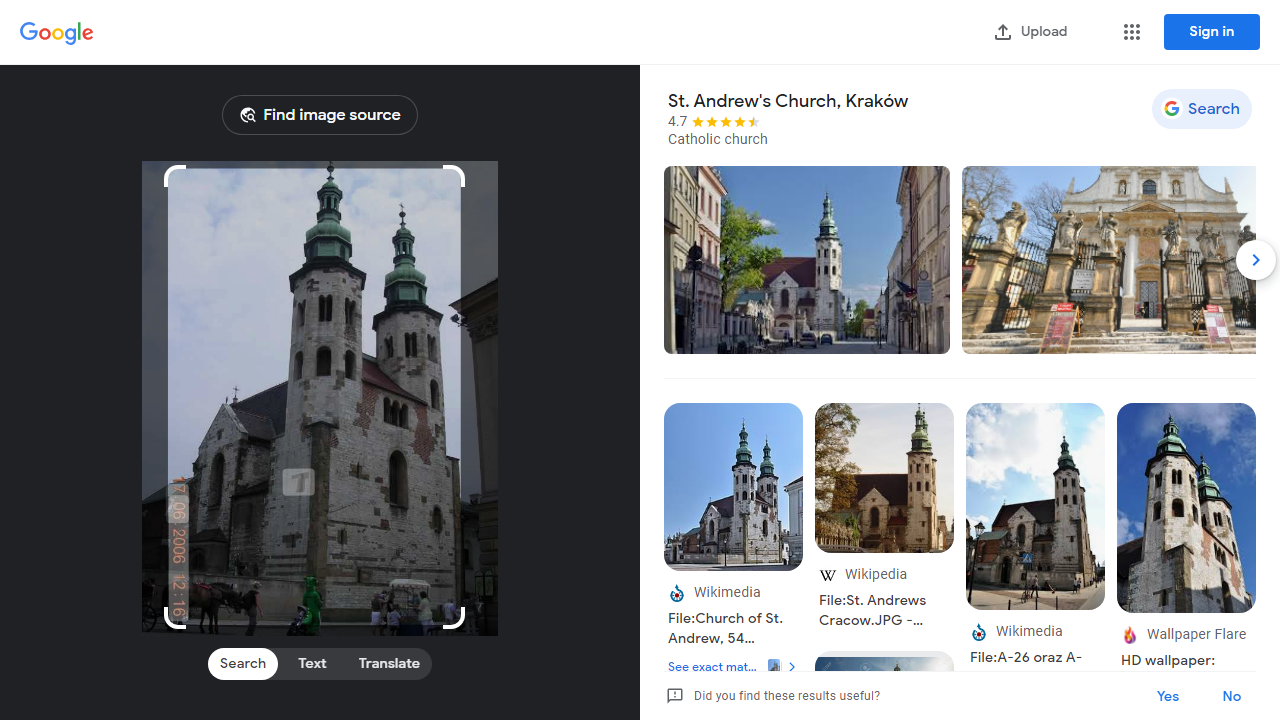 Google
Upload
Sign in
Find image source
17 06 2006 12:16
Search
Text
Translate
St. Andrew's Church, Kraków
4.7
Catholic church
Search
Wikimedia
File:Church of St.
Andrew, 54...
See exact mat...
Wikipedia
File:St. Andrews
Cracow.JPG -...
Wikimedia
File:A-26 oraz A-
Wallpaper Flare
HD wallpaper:
Did you find these results useful?
Yes
No